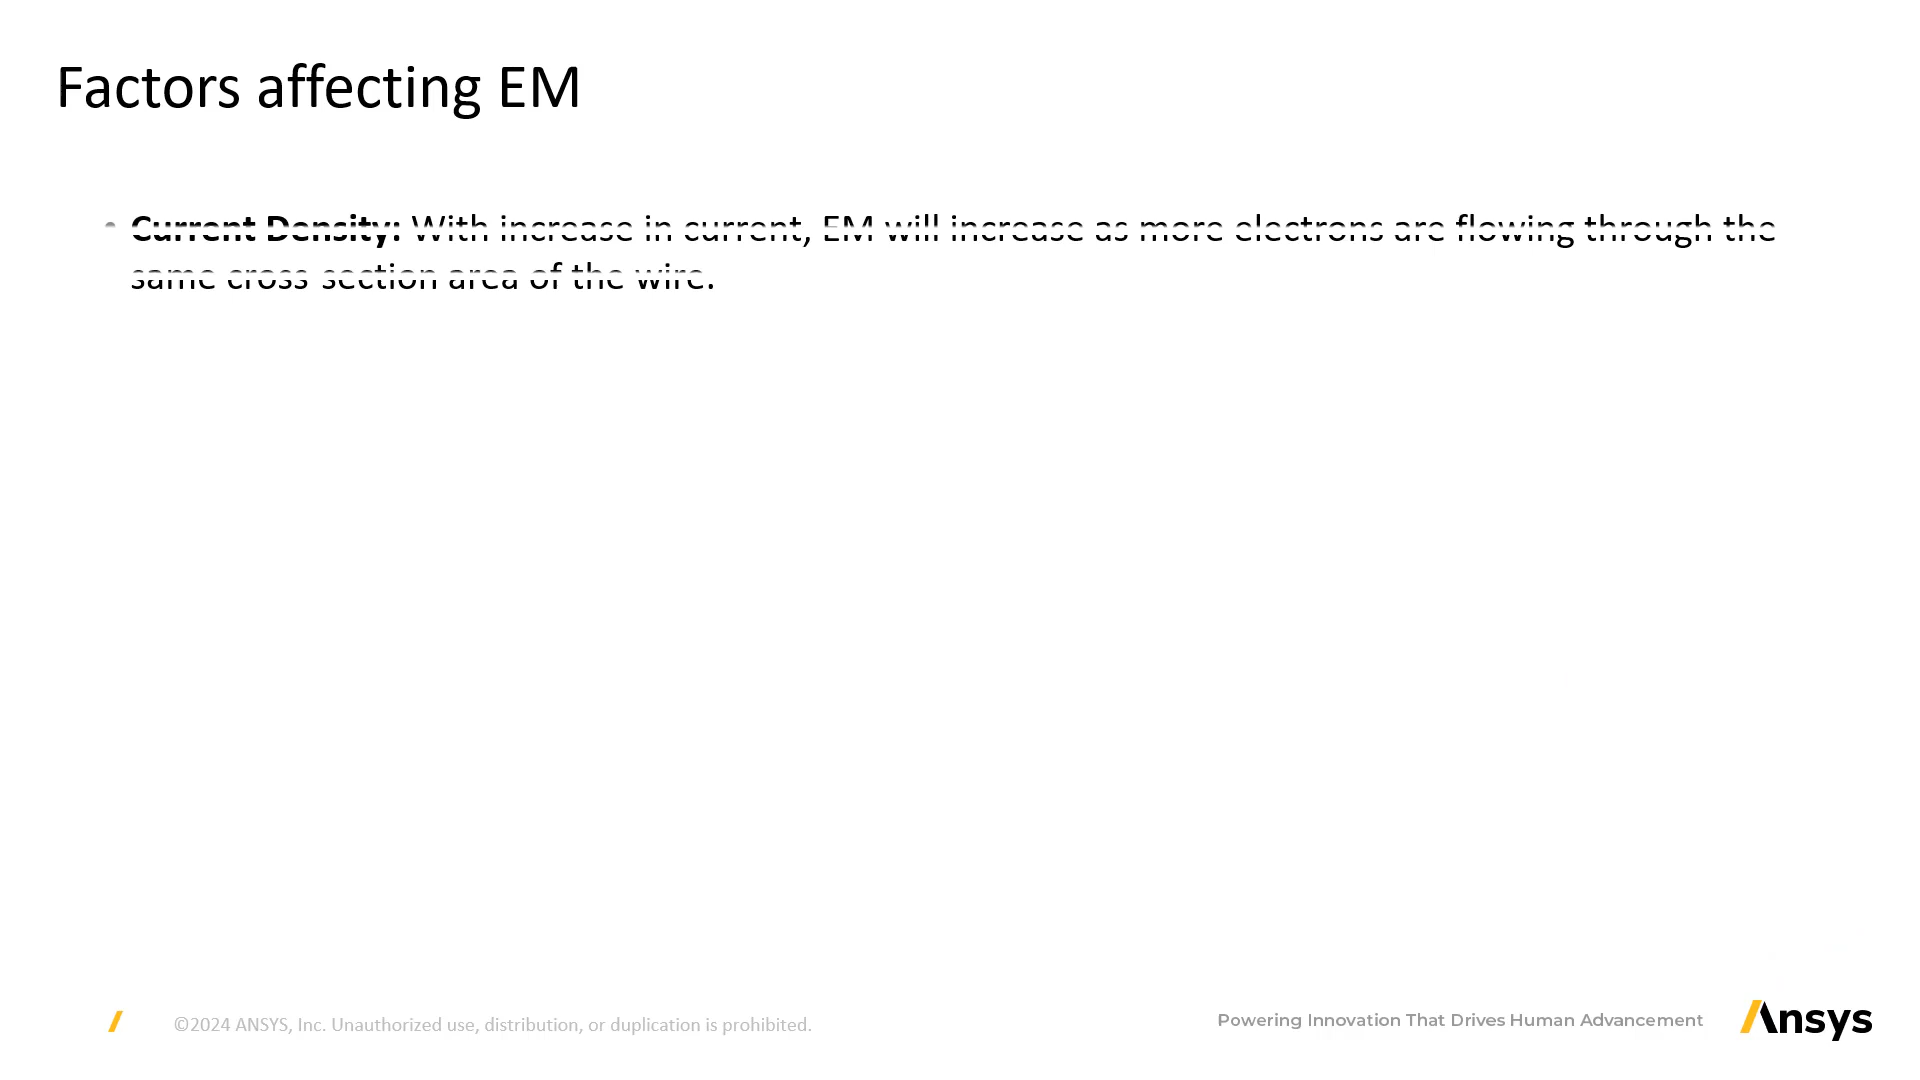 Factors affecting EM
• Current Density: With increase in current, EM will increase as more electrons are flowing through the
same cross-section area of the wire.
©2024 ANSYS, Inc. Unauthorized use, distribution, or duplication is prohibited.
Powering Innovation That Drives Human Advancement
Ansys